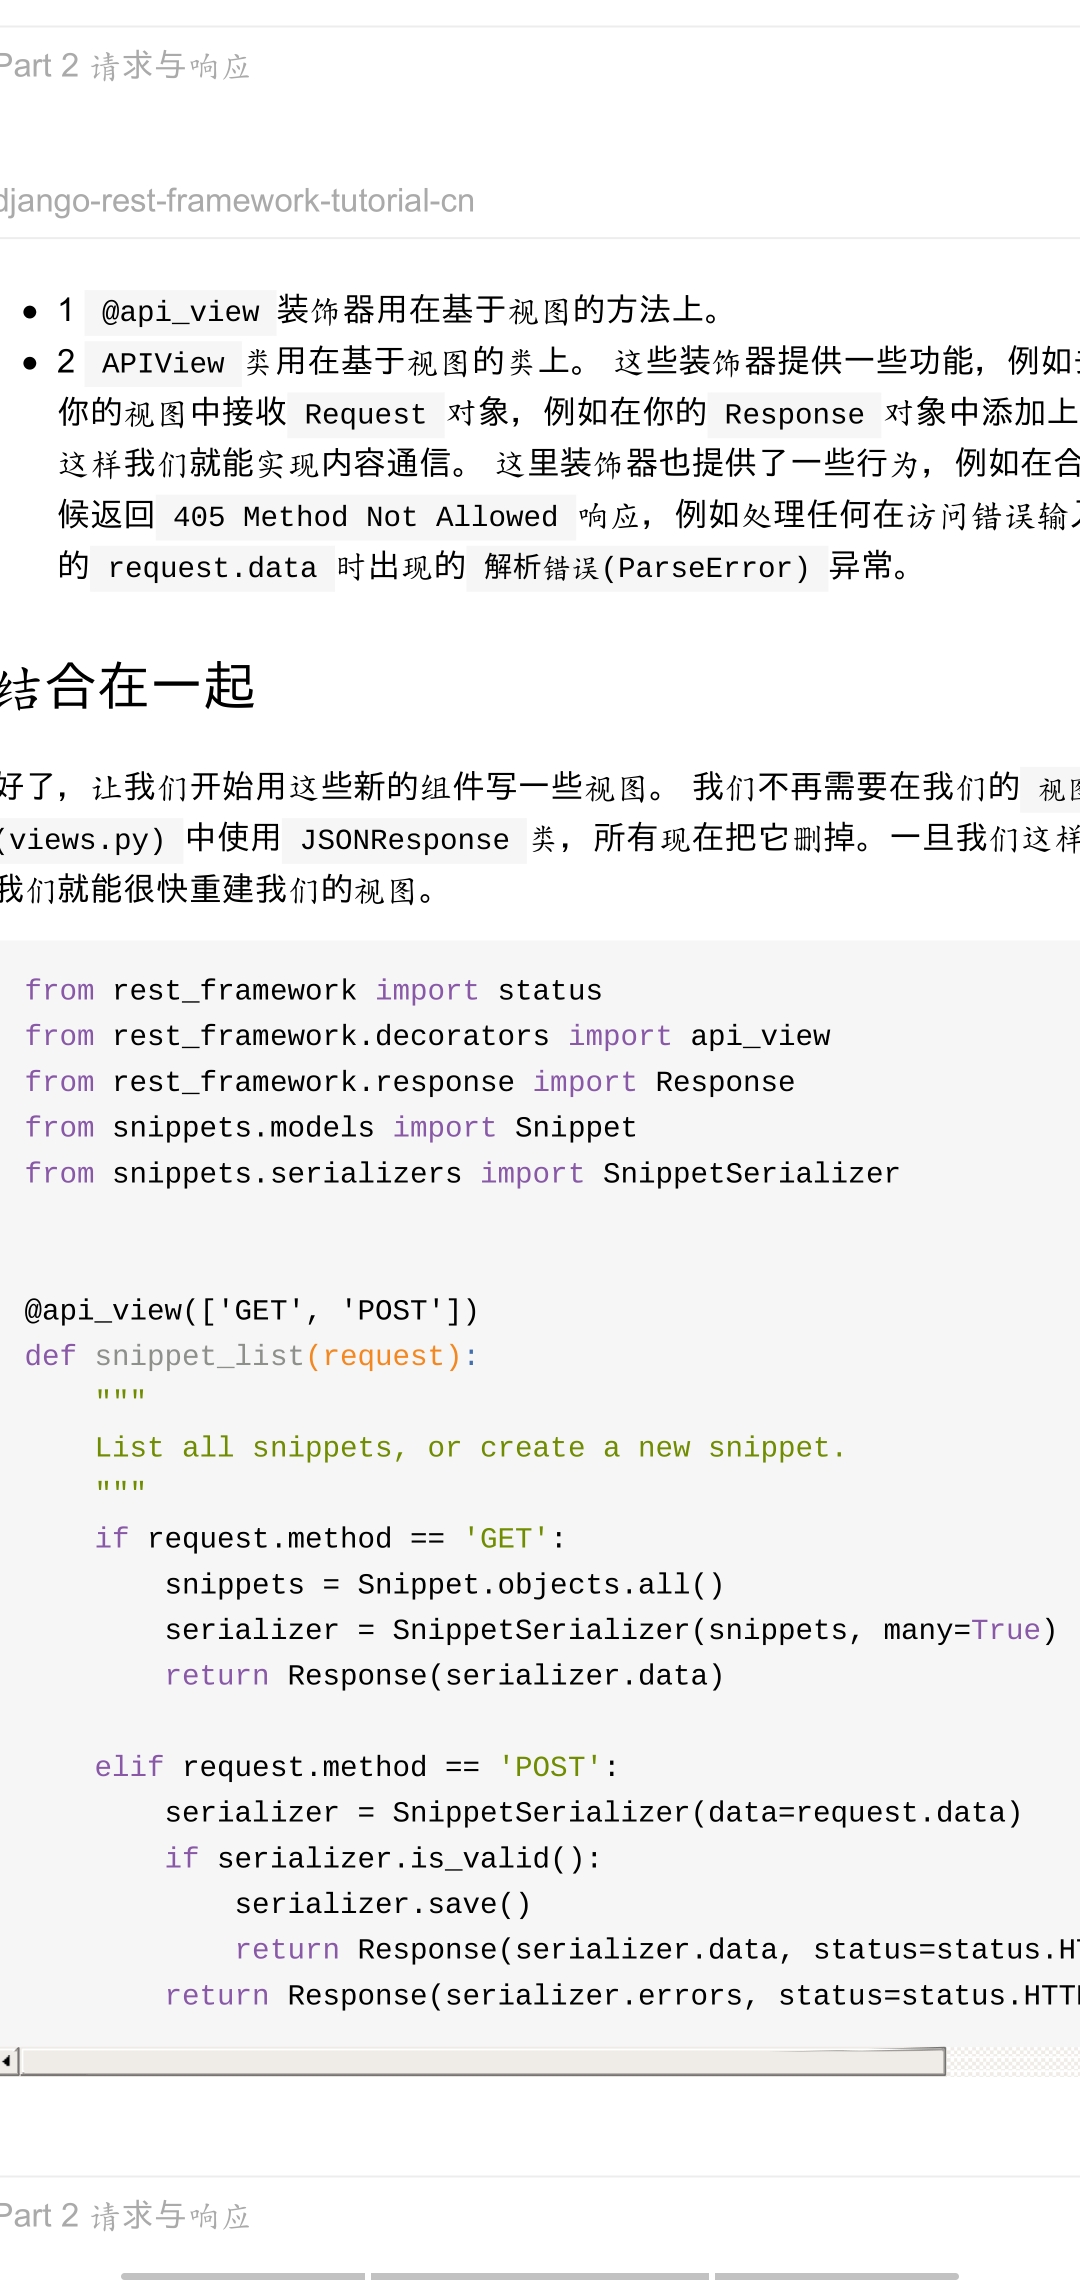 Part 2 请求与响应
django-rest-framework-tutorial-cn
● 1 @api_view 装饰器用在基于视图的方法上。
● 2 APIView 类用在基于视图的类上。 这些装饰器提供一些功能，例如
你的视图中接收 Request 对象，例如在你的 Response 对象中添加上
这样我们就能实现内容通信。 这里装饰器也提供了一些行为，例如在合
候返回 405 Method Not Allowed 响应，例如处理任何在访问错误输
的 request.data 时出现的 解析错误(ParseError) 异常。
结合在一起
好了，让我们开始用这些新的组件写一些视图。 我们不再需要在我们的 视图
(views.py) 中使用 JSONResponse 类，所有现在把它删掉。一旦我们这样
我们就能很快重建我们的视图。
from rest_framework import status
from rest_framework.decorators import api_view
from rest_framework.response import Response
from snippets.models import Snippet
from snippets.serializers import SnippetSerializer
@api_view(['GET', 'POST'])
def snippet_list(request):
    """
    List all snippets, or create a new snippet.
    """
    if request.method == 'GET':
        snippets = Snippet.objects.all()
        serializer = SnippetSerializer(snippets, many=True)
        return Response(serializer.data)
    elif request.method == 'POST':
        serializer = SnippetSerializer(data=request.data)
        if serializer.is_valid():
            serializer.save()
            return Response(serializer.data, status=status.HT
        return Response(serializer.errors, status=status.HTTP
Part 2 请求与响应